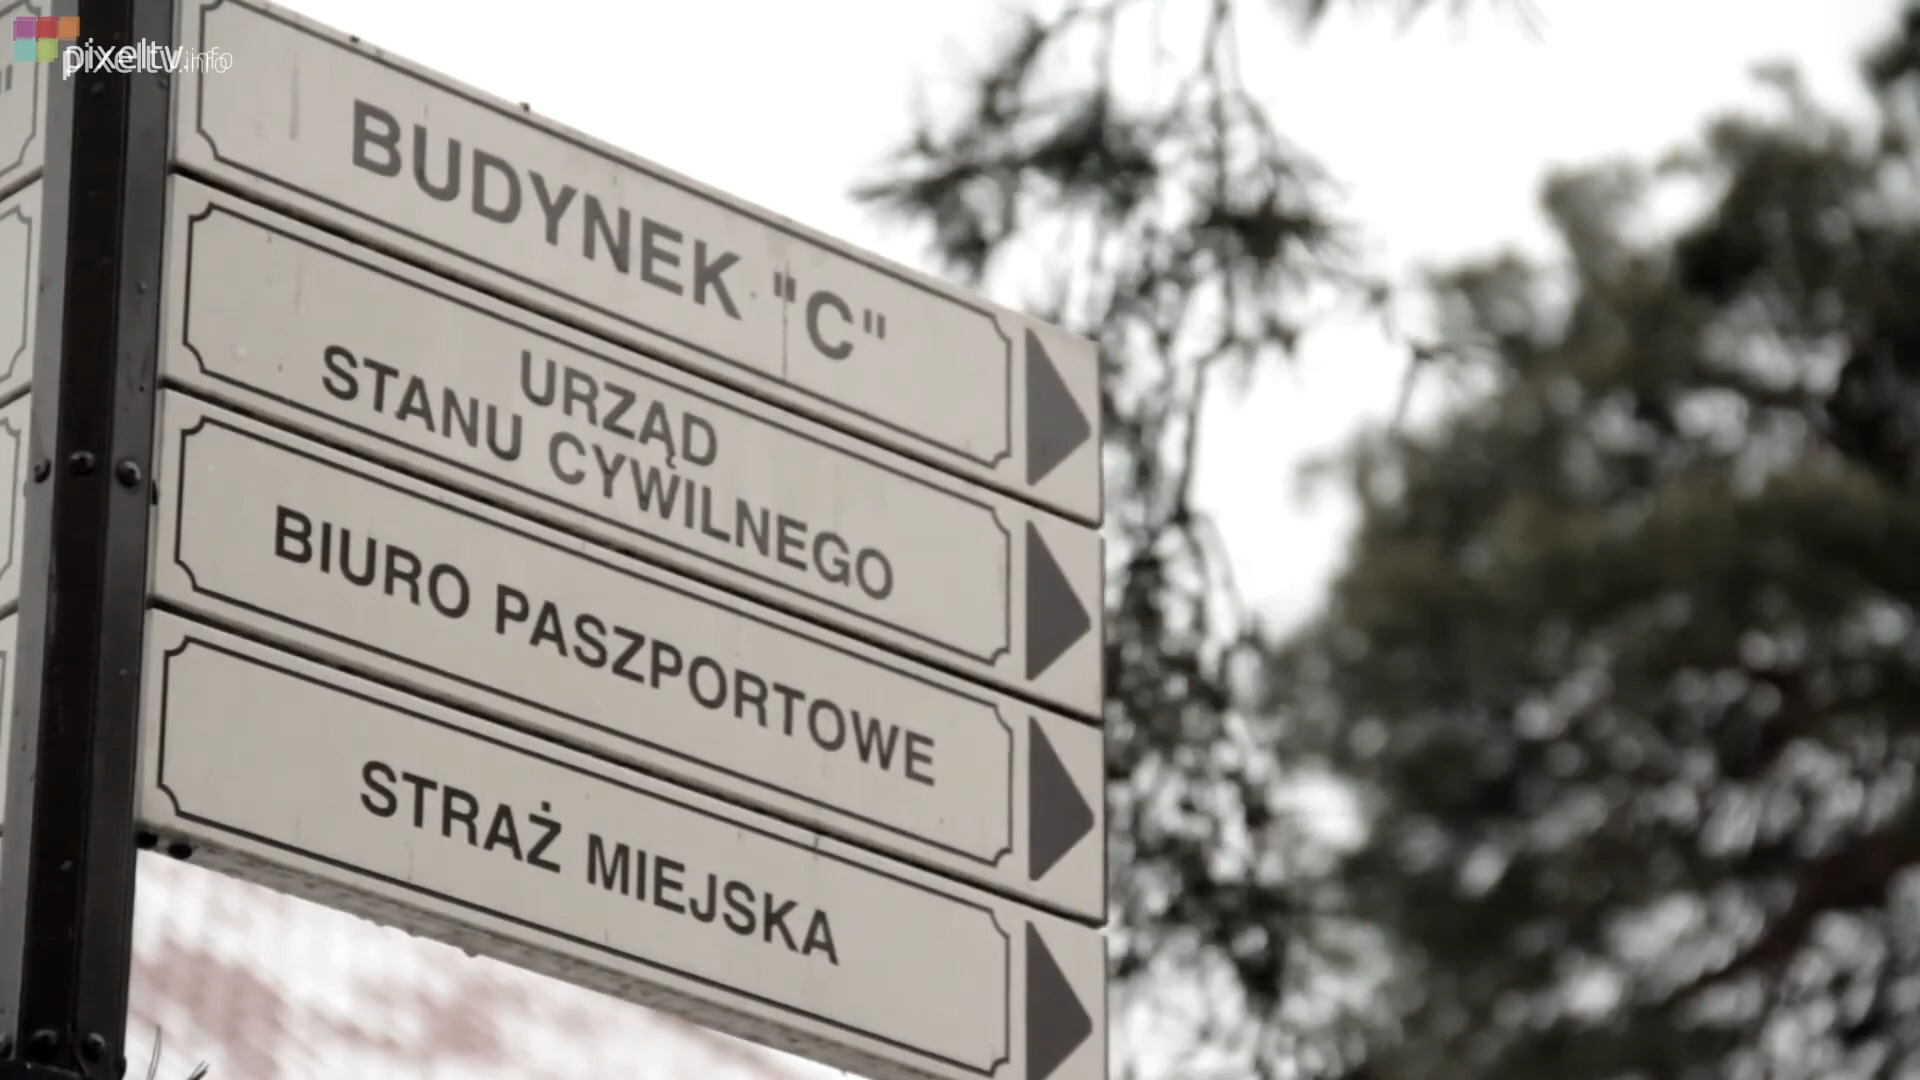 pixeltv.info
BUDYNEK "C"
URZĄD
STANU CYWILNEGO
BIURO PASZPORTOWE
STRAŻ MIEJSKA